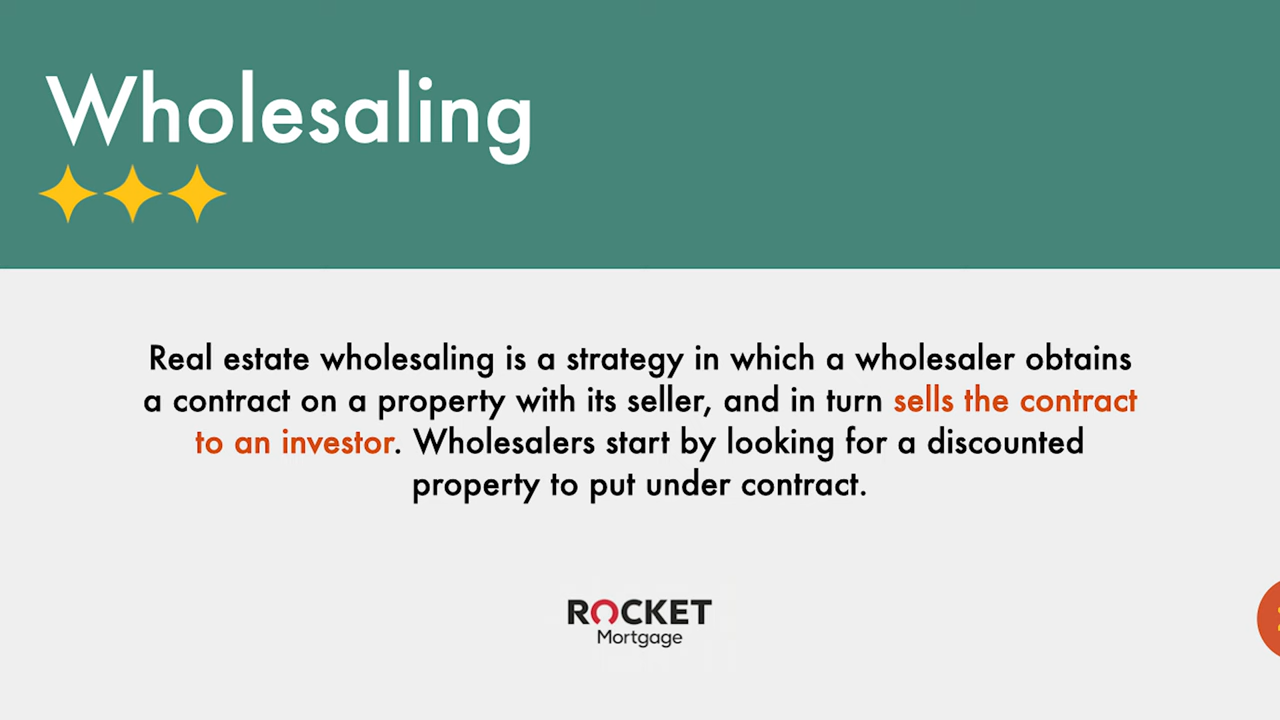 Wholesaling
Real estate wholesaling is a strategy in which a wholesaler obtains
a contract on a property with its seller, and in turn sells the contract
to an investor. Wholesalers start by looking for a discounted
property to put under contract.
ROCKET
Mortgage